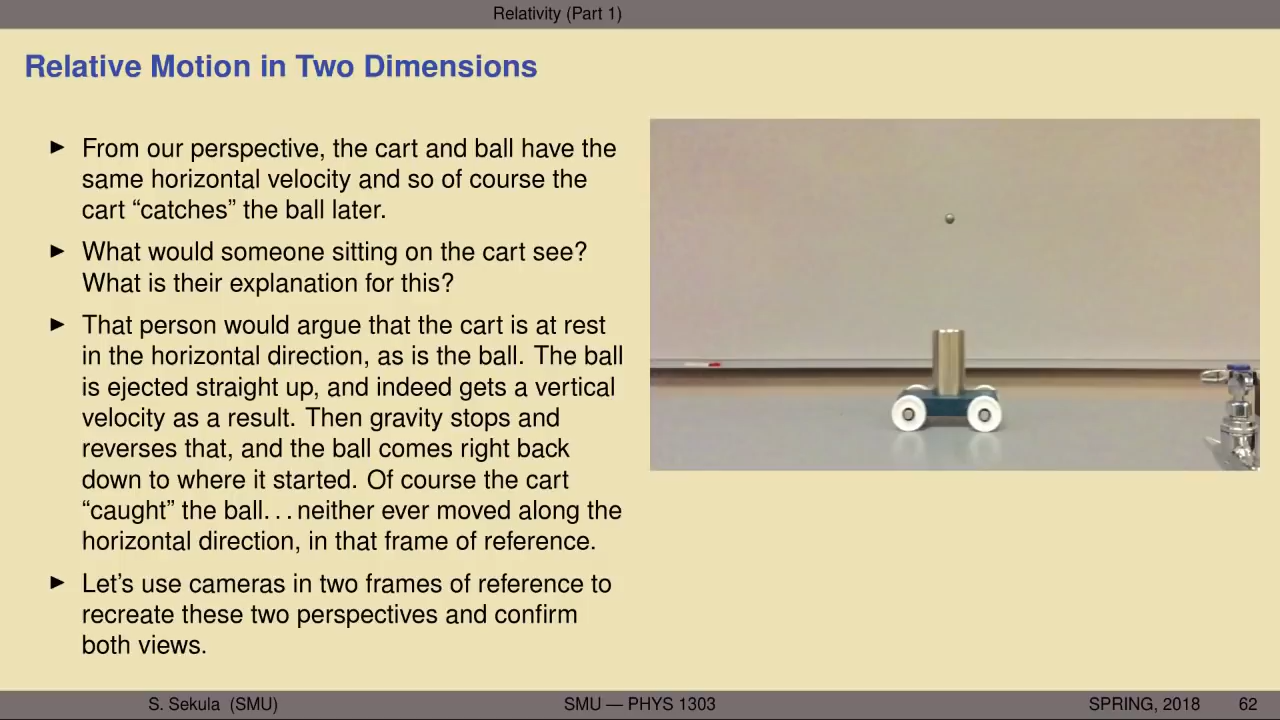 Relativity (Part 1)
Relative Motion in Two Dimensions
From our perspective, the cart and ball have the
same horizontal velocity and so of course the
cart “catches” the ball later.
What would someone sitting on the cart see?
What is their explanation for this?
That person would argue that the cart is at rest
in the horizontal direction, as is the ball. The ball
is ejected straight up, and indeed gets a vertical
velocity as a result. Then gravity stops and
reverses that, and the ball comes right back
down to where it started. Of course the cart
“caught” the ball. . . neither ever moved along the
horizontal direction, in that frame of reference.
Let’s use cameras in two frames of reference to
recreate these two perspectives and confirm
both views.
S. Sekula (SMU) SMU — PHYS 1303 SPRING, 2018 62